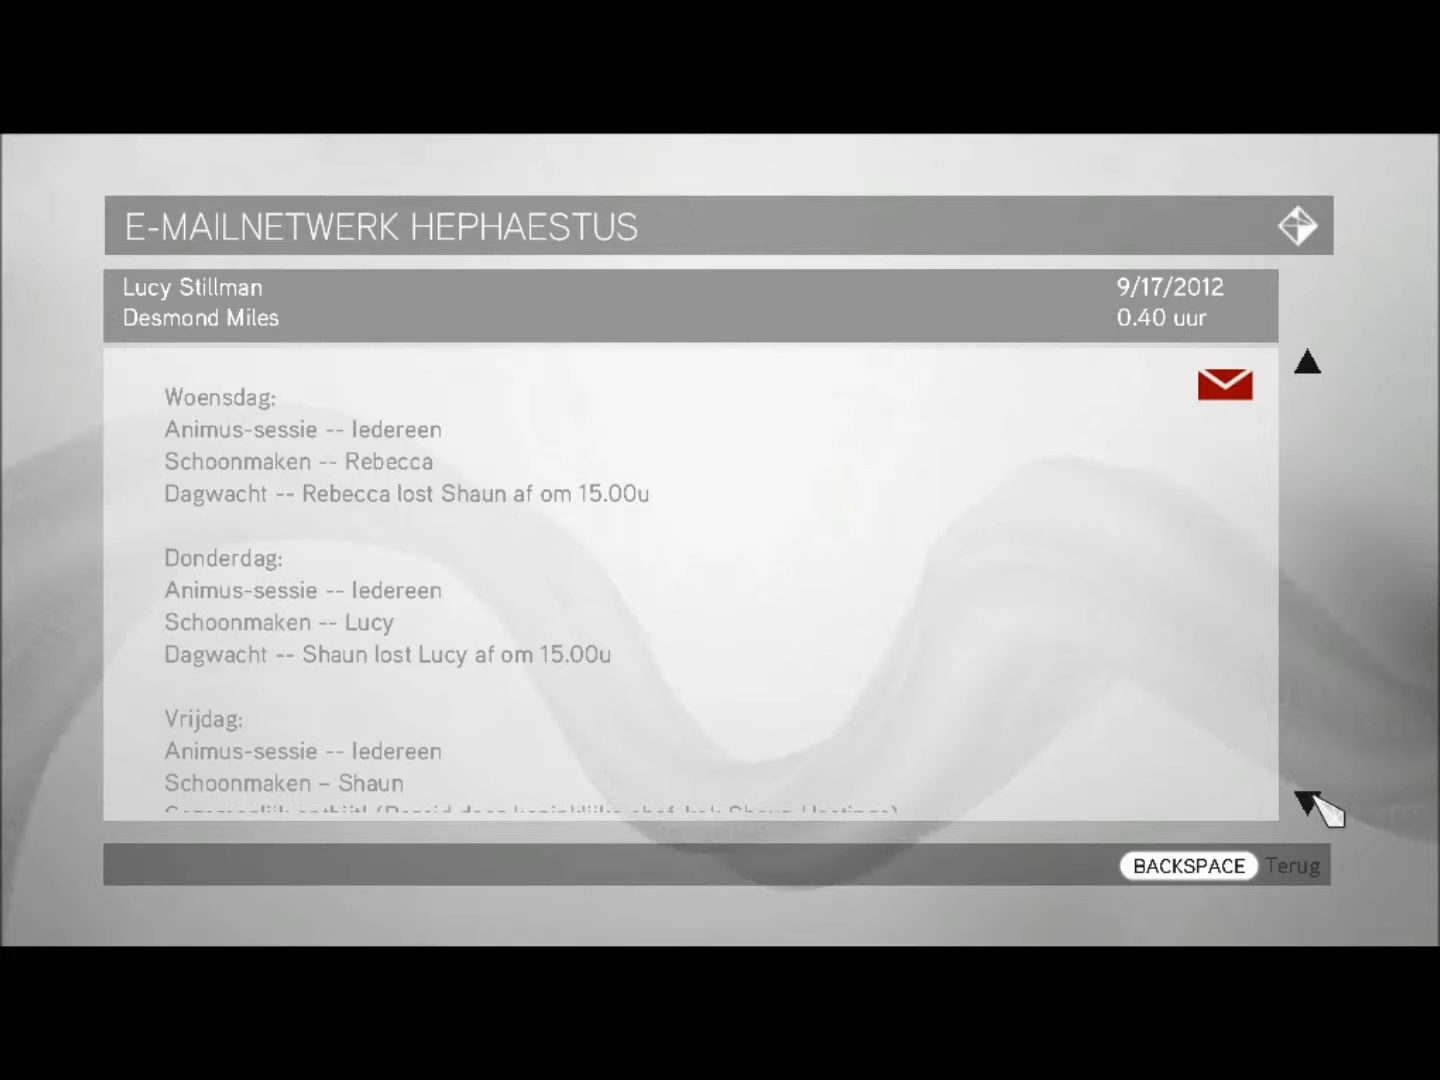 E-MAILNETWERK HEPHAESTUS
Lucy Stillman
9/17/2012
Desmond Miles
0.40 uur
Woensdag:
Animus-sessie -- Iedereen
Schoonmaken -- Rebecca
Dagwacht -- Rebecca lost Shaun af om 15.00u
Donderdag:
Animus-sessie -- Iedereen
Schoonmaken -- Lucy
Dagwacht -- Shaun lost Lucy af om 15.00u
Vrijdag:
Animus-sessie -- Iedereen
Schoonmaken – Shaun
BACKSPACE Terug